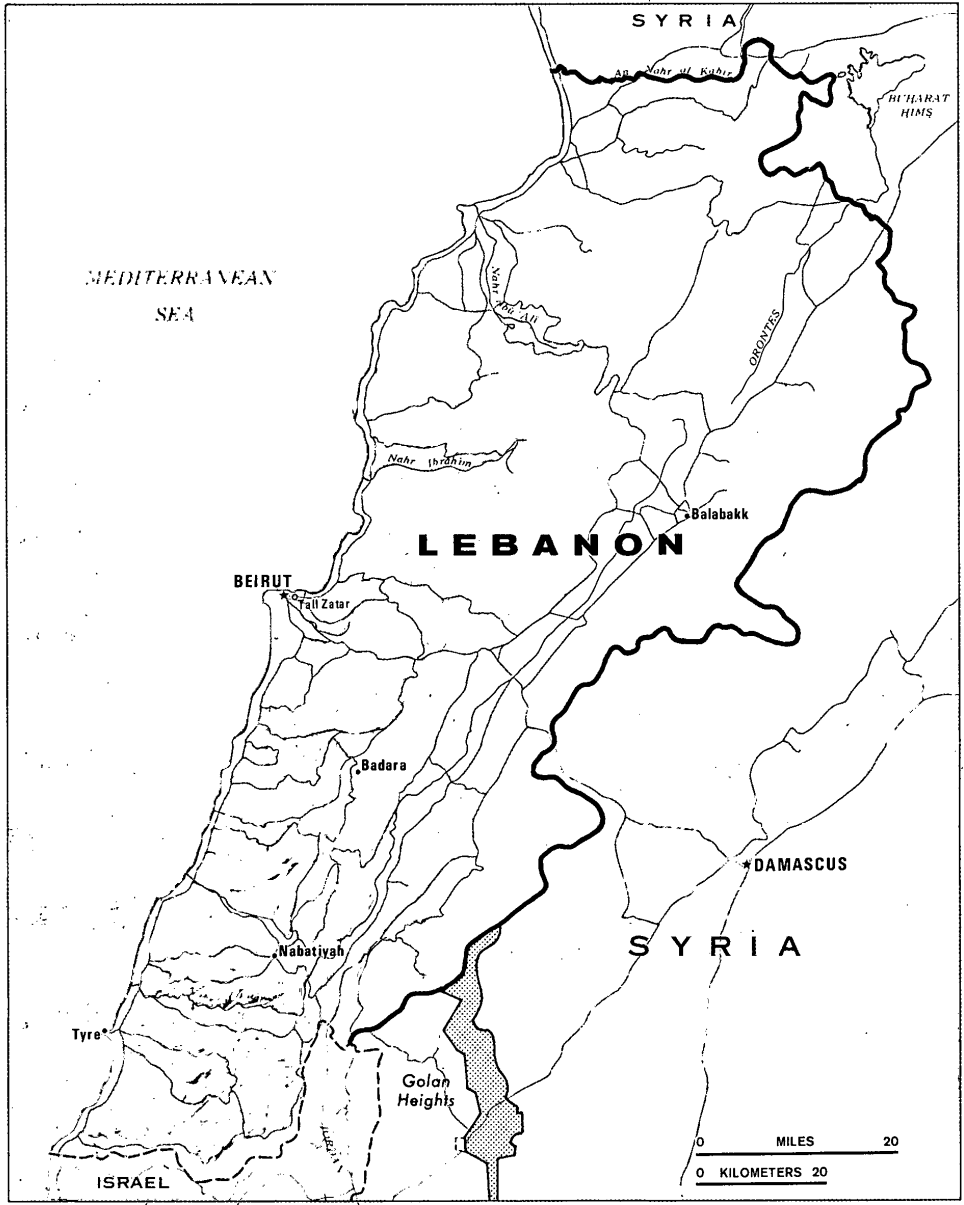 SYRIA
An Nahr al Kabir
BUHARAT
HIMS
MEDITERRANEAN
SEA
Nahr Abu 'Ali
ORONTES
Nahr Ibrahim
Balabakk
LEBANON
BEIRUT
Tall Zatar
Badara
DAMASCUS
SYRIA
Nabatiyah
Tyre
Golan
Heights
ISRAEL
0 MILES 20
0 KILOMETERS 20